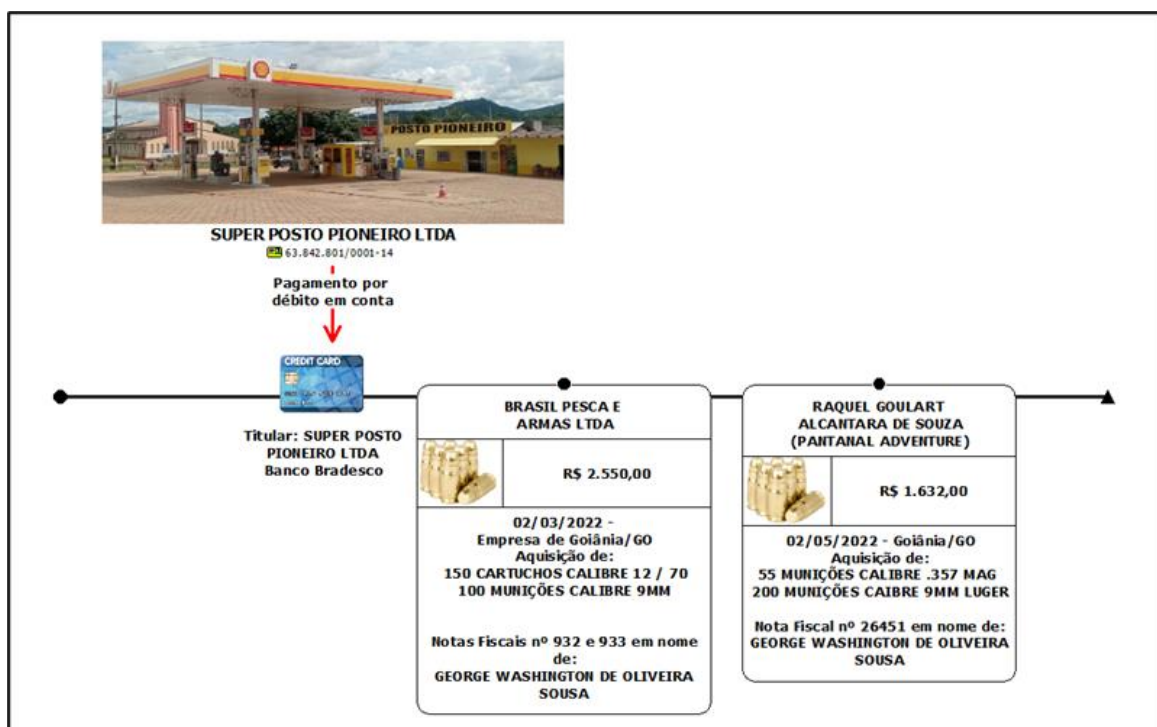 POSTO PIONEIRO
SUPER POSTO PIONEIRO LTDA
63.842.801/0001-14
Pagamento por
débito em conta
CREDIT CARD
Titular: SUPER POSTO
PIONEIRO LTDA
Banco Bradesco
BRASIL PESCA E
ARMAS LTDA
R$ 2.550,00
02/03/2022 -
Empresa de Goiânia/GO
Aquisição de:
150 CARTUCHOS CALIBRE 12 / 70
100 MUNIÇÕES CALIBRE 9MM
Notas Fiscais nº 932 e 933 em nome
de:
GEORGE WASHINGTON DE OLIVEIRA
SOUSA
RAQUEL GOULART
ALCANTARA DE SOUZA
(PANTANAL ADVENTURE)
R$ 1.632,00
02/05/2022 - Goiânia/GO
Aquisição de:
55 MUNIÇÕES CALIBRE .357 MAG
200 MUNIÇÕES CAIBRE 9MM LUGER
Nota Fiscal nº 26451 em nome de:
GEORGE WASHINGTON DE OLIVEIRA
SOUSA